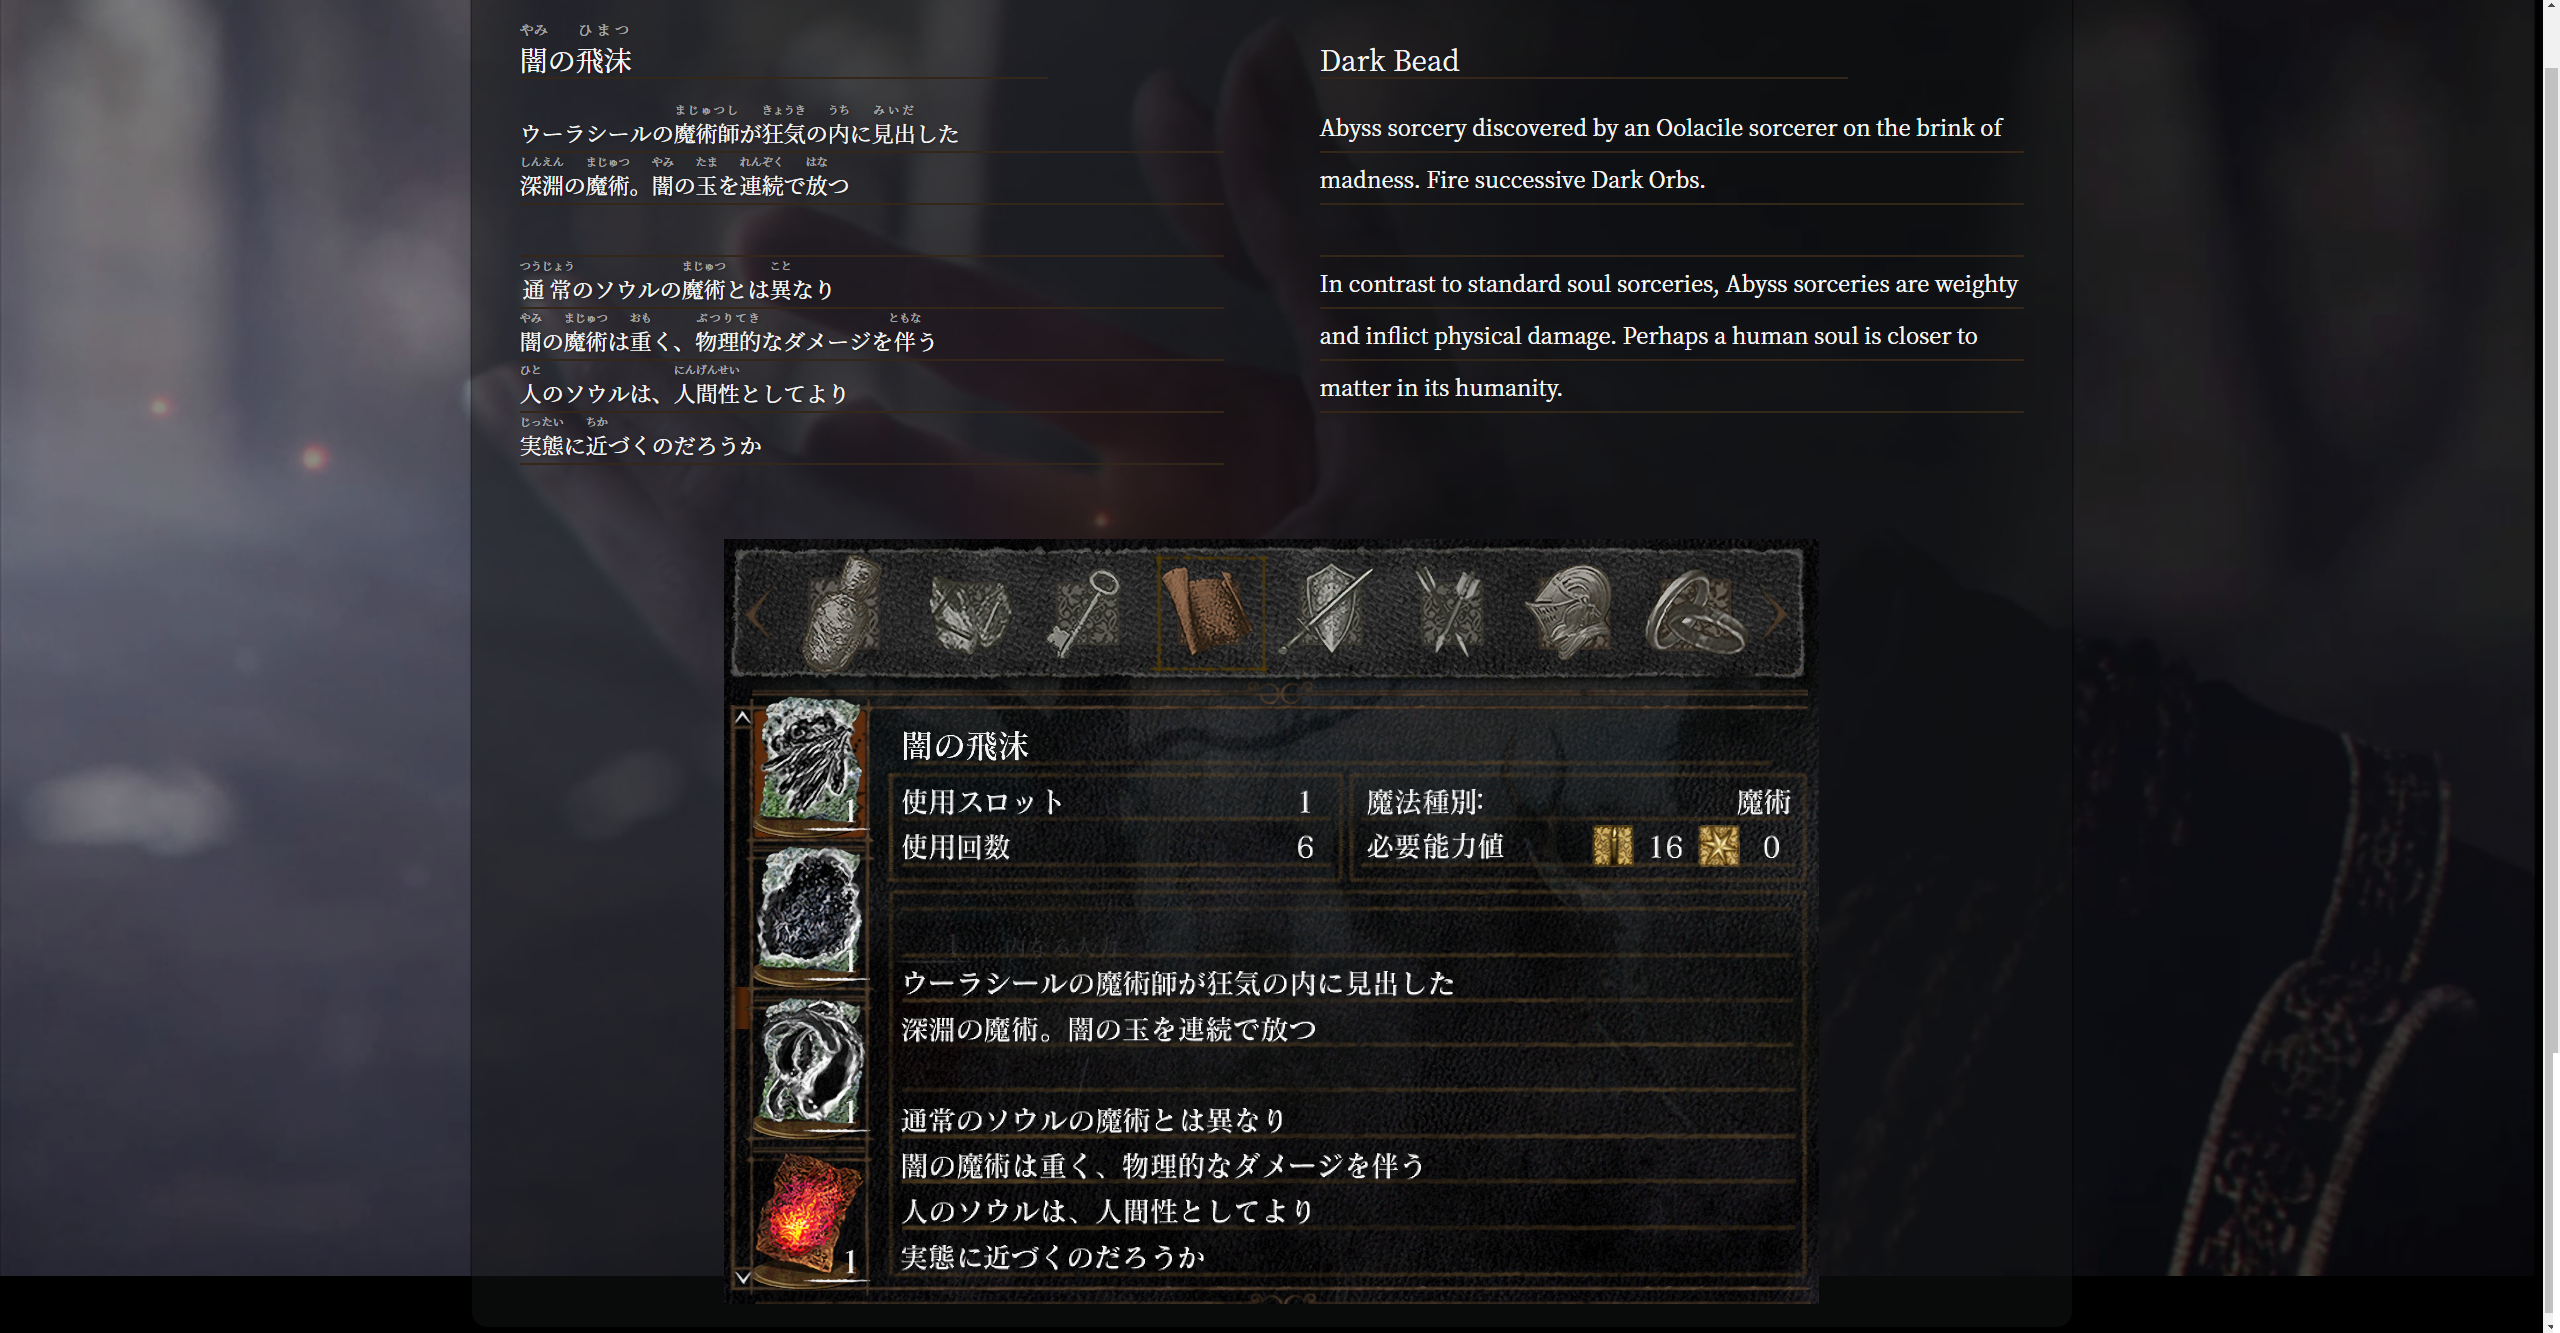 やみ ひまつ
闇の飛沫
まじゅつし きょうき うち みいだ
ウーラシールの魔術師が狂気の内に見出した
しんえん まじゅつ やみ たま れんぞく はな
深淵の魔術。闇の玉を連続で放つ
つうじょう まじゅつ こと
通常のソウルの魔術とは異なり
やみ まじゅつ おも ぶつりてき ともな
闇の魔術は重く、物理的なダメージを伴う
ひと にんげんせい
人のソウルは、人間性としてより
じったい ちか
実態に近づくのだろうか
Dark Bead
Abyss sorcery discovered by an Oolacile sorcerer on the brink of
madness. Fire successive Dark Orbs.
In contrast to standard soul sorceries, Abyss sorceries are weighty
and inflict physical damage. Perhaps a human soul is closer to
matter in its humanity.
闇の飛沫
使用スロット 1
使用回数 6
魔法種別: 魔術
必要能力値 16 0
ウーラシールの魔術師が狂気の内に見出した
深淵の魔術。闇の玉を連続で放つ
通常のソウルの魔術とは異なり
闇の魔術は重く、物理的なダメージを伴う
人のソウルは、人間性としてより
実態に近づくのだろうか
1
1
1
1